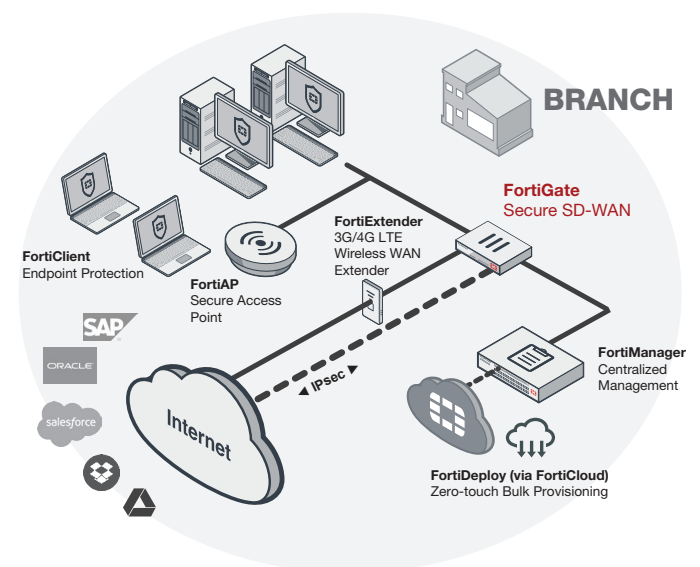 BRANCH
FortiGate
Secure SD-WAN
FortiExtender
3G/4G LTE
Wireless WAN
Extender
FortiClient
Endpoint Protection
FortiAP
Secure Access
Point
SAP
ORACLE
salesforce
Internet
◄ IPsec ►
FortiManager
Centralized
Management
FortiDeploy (via FortiCloud)
Zero-touch Bulk Provisioning